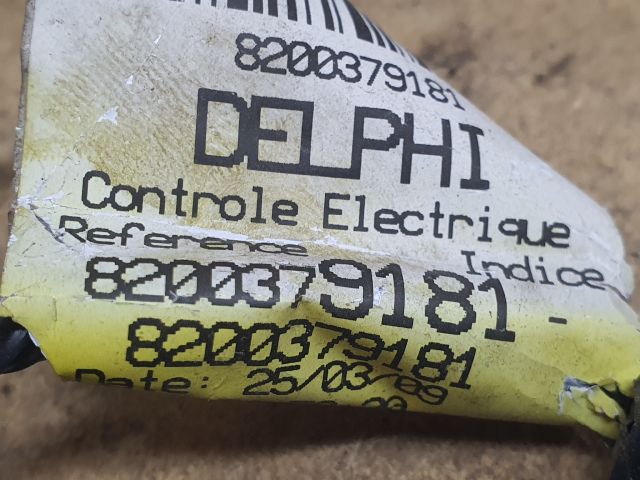 8200379181
DELPHI
Controle Electrique
Reference Indice
8200379181 -
8200379181
Date: 25/03/09